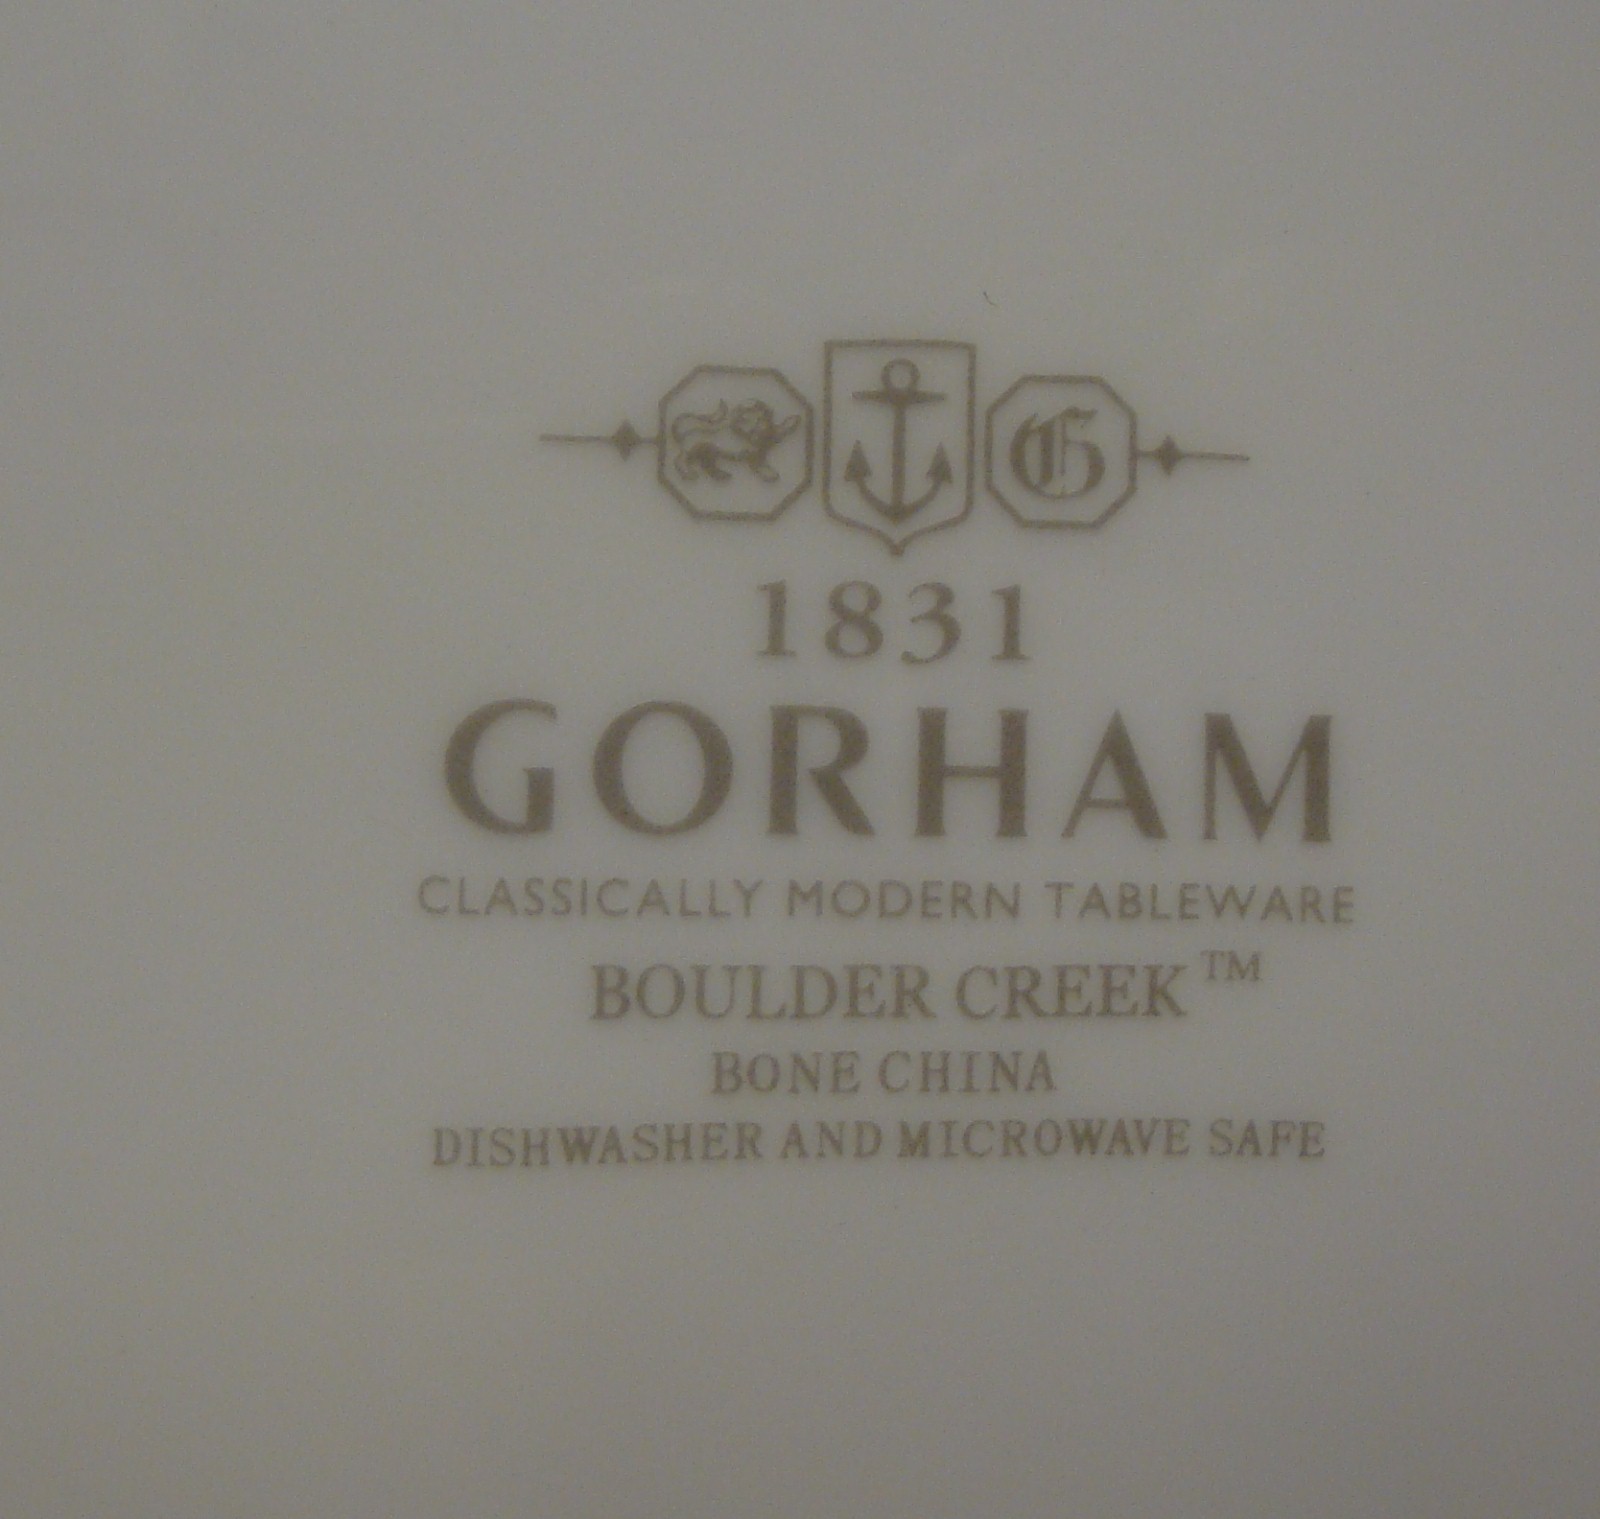 G
1831
GORHAM
CLASSICALLY MODERN TABLEWARE
BOULDER CREEK™
BONE CHINA
DISHWASHER AND MICROWAVE SAFE